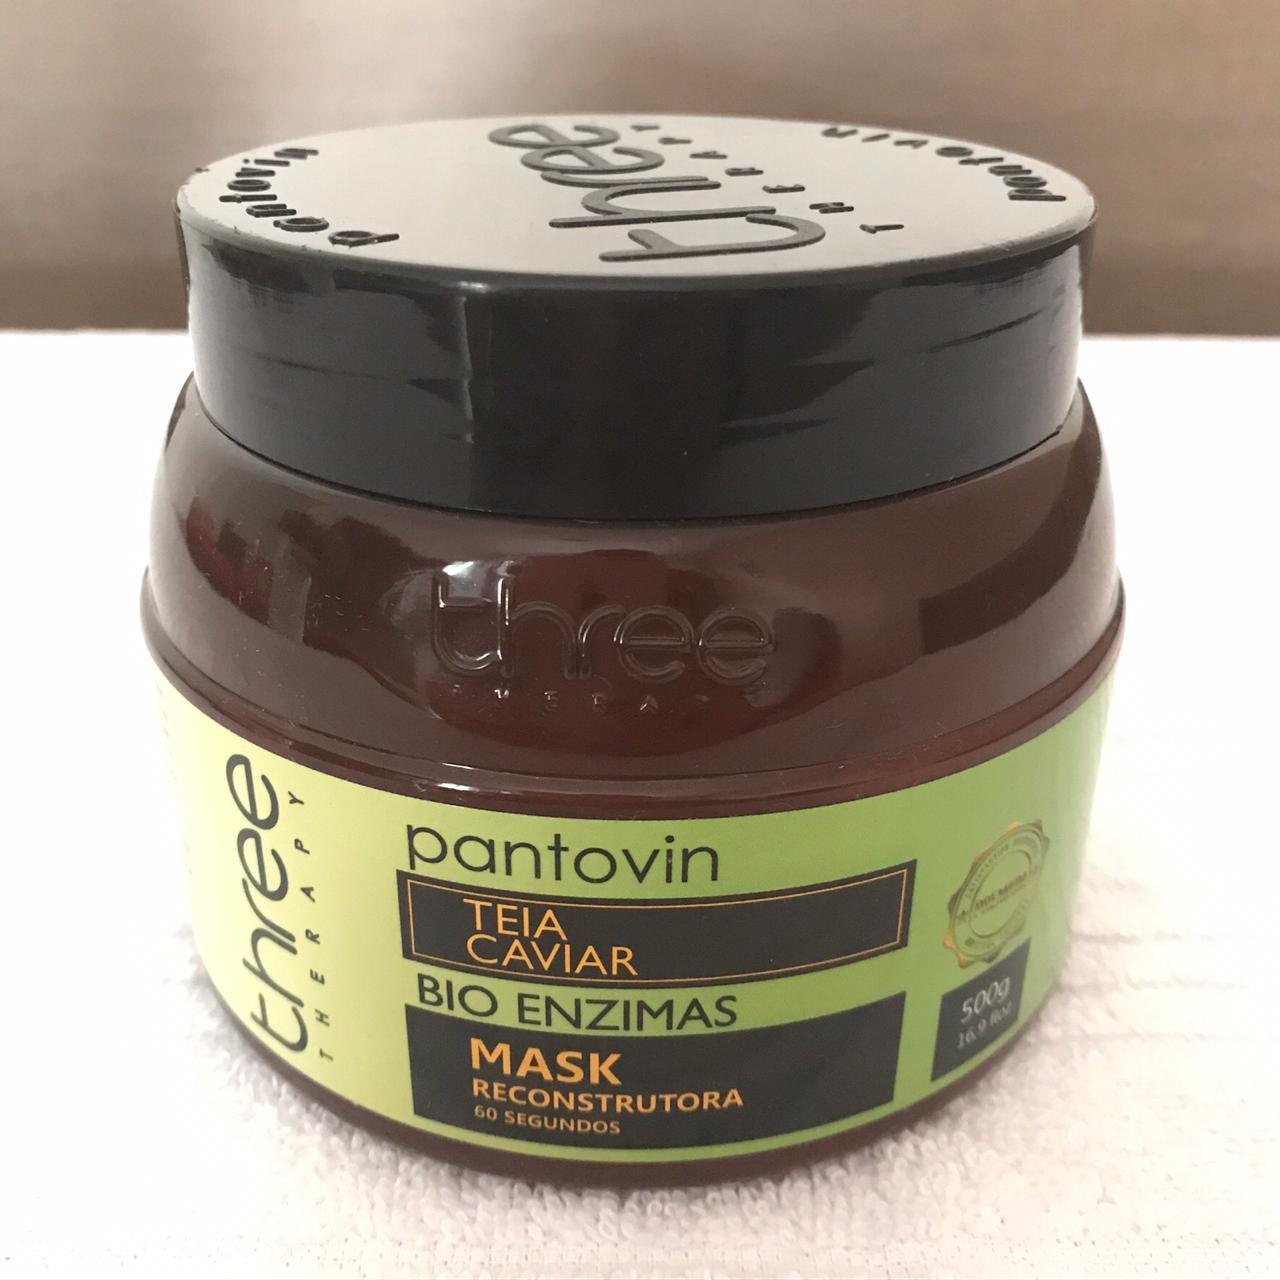 pantovin
three
THERAPY
pantovin
three
THERAPY
three
THERAPY
pantovin
TEIA
CAVIAR
BIO ENZIMAS
MASK
RECONSTRUTORA
60 SEGUNDOS
PREMIUM
500g
16,9 floz